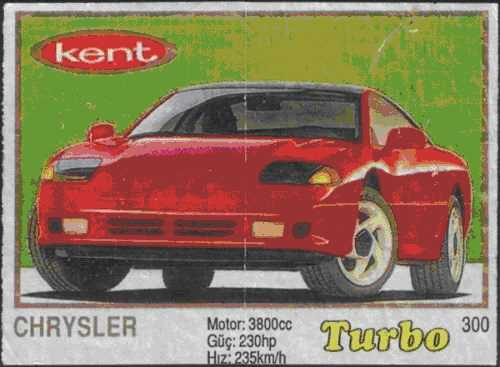 kent
CHRYSLER
Motor: 3800cc
Güç: 230hp
Hız: 235km/h
Turbo
300